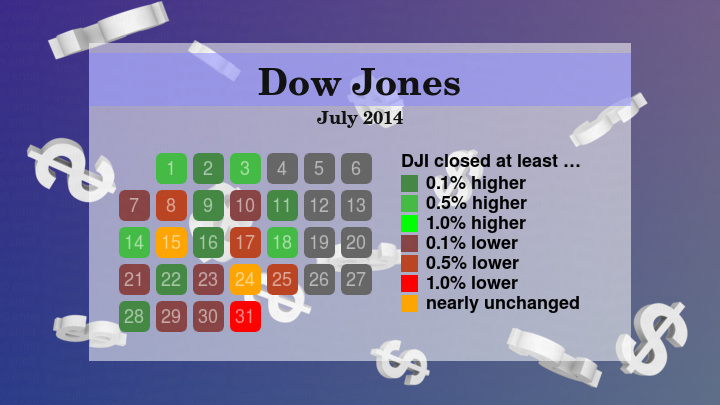 Dow Jones
July 2014
1 2 3 4 5 6
7 8 9 10 11 12 13
14 15 16 17 18 19 20
21 22 23 24 25 26 27
28 29 30 31
DJI closed at least …
0.1% higher
0.5% higher
1.0% higher
0.1% lower
0.5% lower
1.0% lower
nearly unchanged